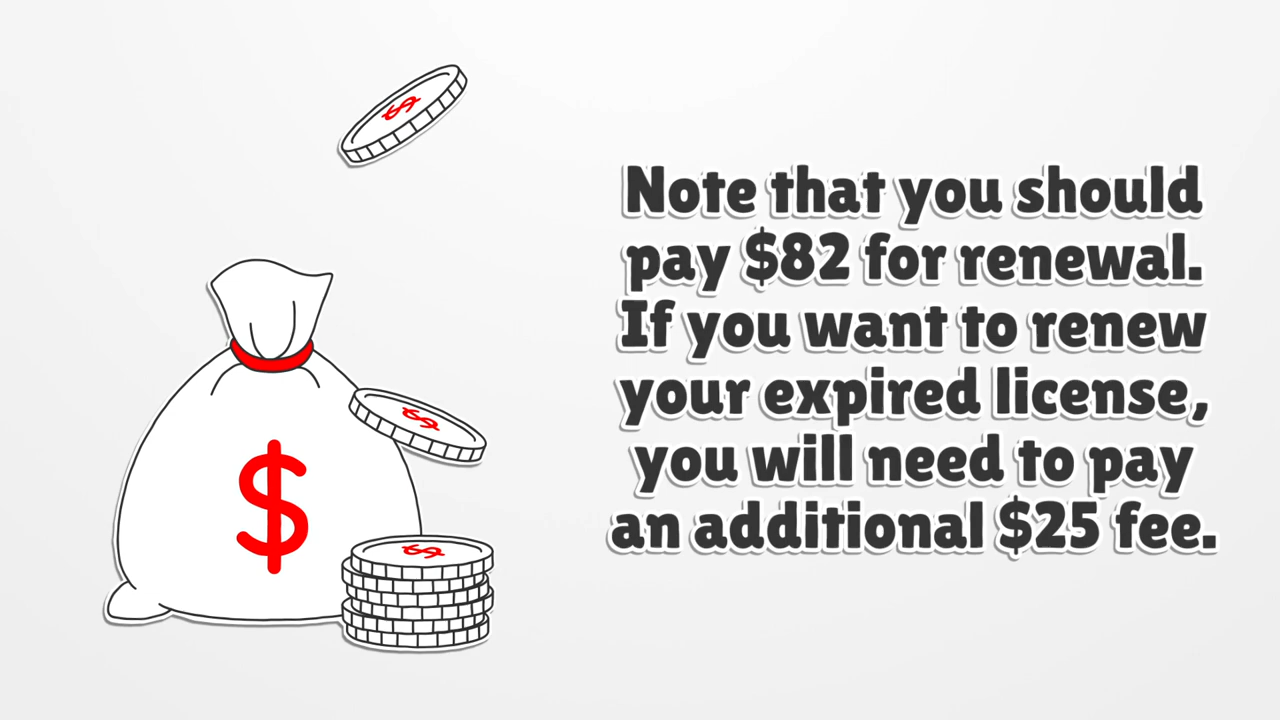 Note that you should
pay $82 for renewal.
If you want to renew
your expired license,
you will need to pay
an additional $25 fee.
$
$
$
$